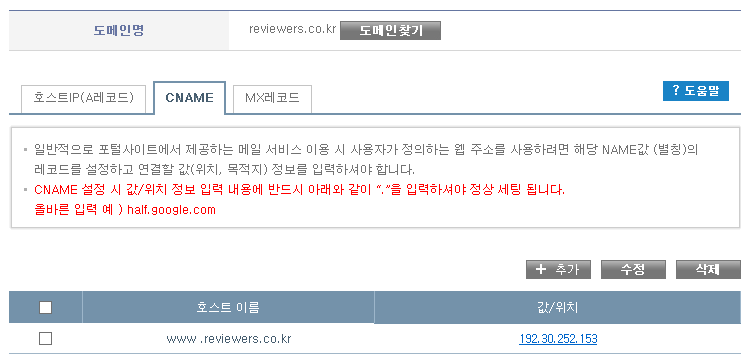 도메인명 reviewers.co.kr 도메인찾기
호스트IP(A레코드) CNAME MX레코드 ? 도움말
일반적으로 포털사이트에서 제공하는 메일 서비스 이용 시 사용자가 정의하는 웹 주소를 사용하려면 해당 NAME값 (별칭)의
레코드를 설정하고 연결할 값(위치, 목적지) 정보를 입력하셔야 합니다.
CNAME 설정 시 값/위치 정보 입력 내용에 반드시 아래와 같이 “.”을 입력하셔야 정상 세팅 됩니다.
올바른 입력 예 ) half.google.com
+ 추가 수정 삭제
호스트 이름 값/위치
www .reviewers.co.kr 192.30.252.153